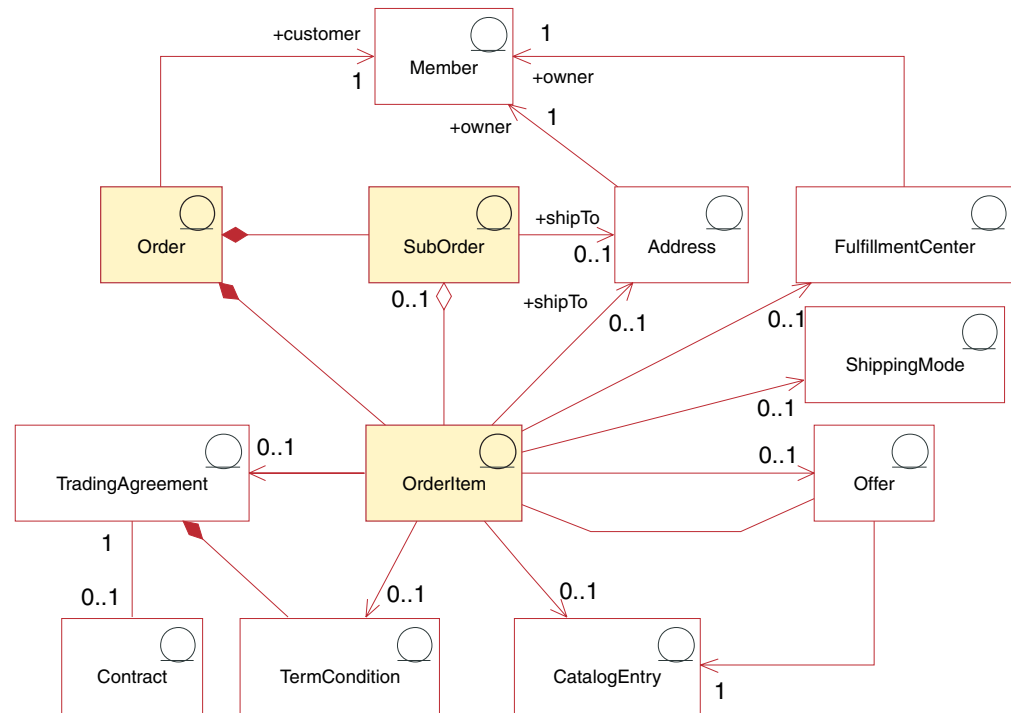 +customer
1
Member
1
+owner
+owner
1
Order
SubOrder
+shipTo
0..1
Address
FulfillmentCenter
0..1
+shipTo
0..1
0..1
ShippingMode
0..1
TradingAgreement
0..1
OrderItem
0..1
Offer
1
0..1
0..1
0..1
Contract
TermCondition
CatalogEntry
1